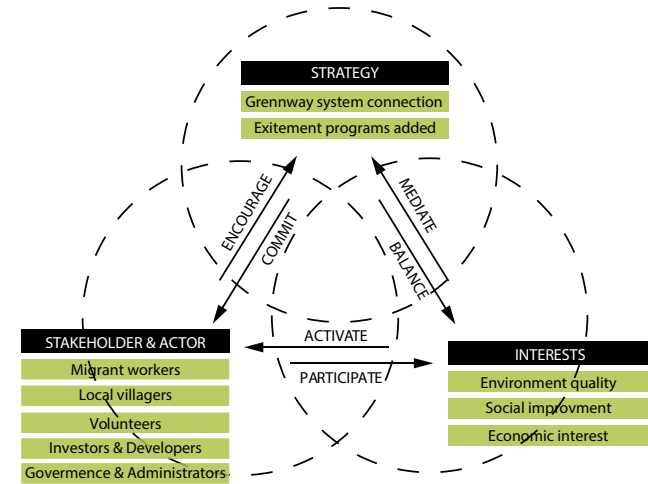 STRATEGY
Grennway system connection
Exitement programs added
ENCOURAGE
COMMIT
MEDIATE
BALANCE
STAKEHOLDER & ACTOR
Migrant workers
Local villagers
Volunteers
Investors & Developers
Govermence & Administrators
ACTIVATE
PARTICIPATE
INTERESTS
Environment quality
Social improvment
Economic interest